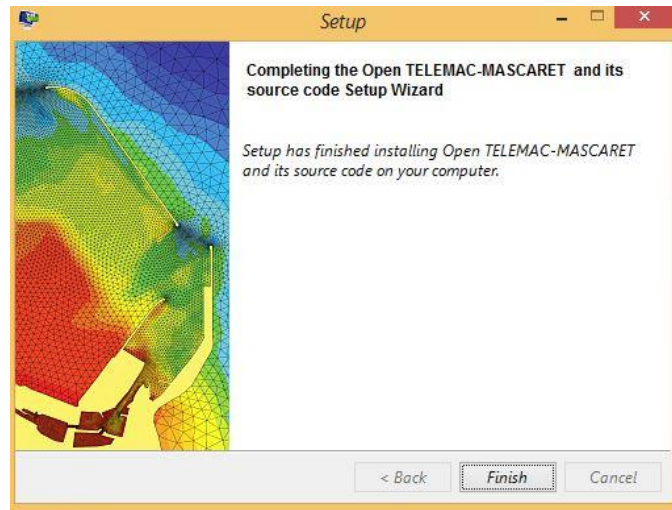 Setup
Completing the Open TELEMAC-MASCARET and its
source code Setup Wizard
Setup has finished installing Open TELEMAC-MASCARET
and its source code on your computer.
< Back Finish Cancel